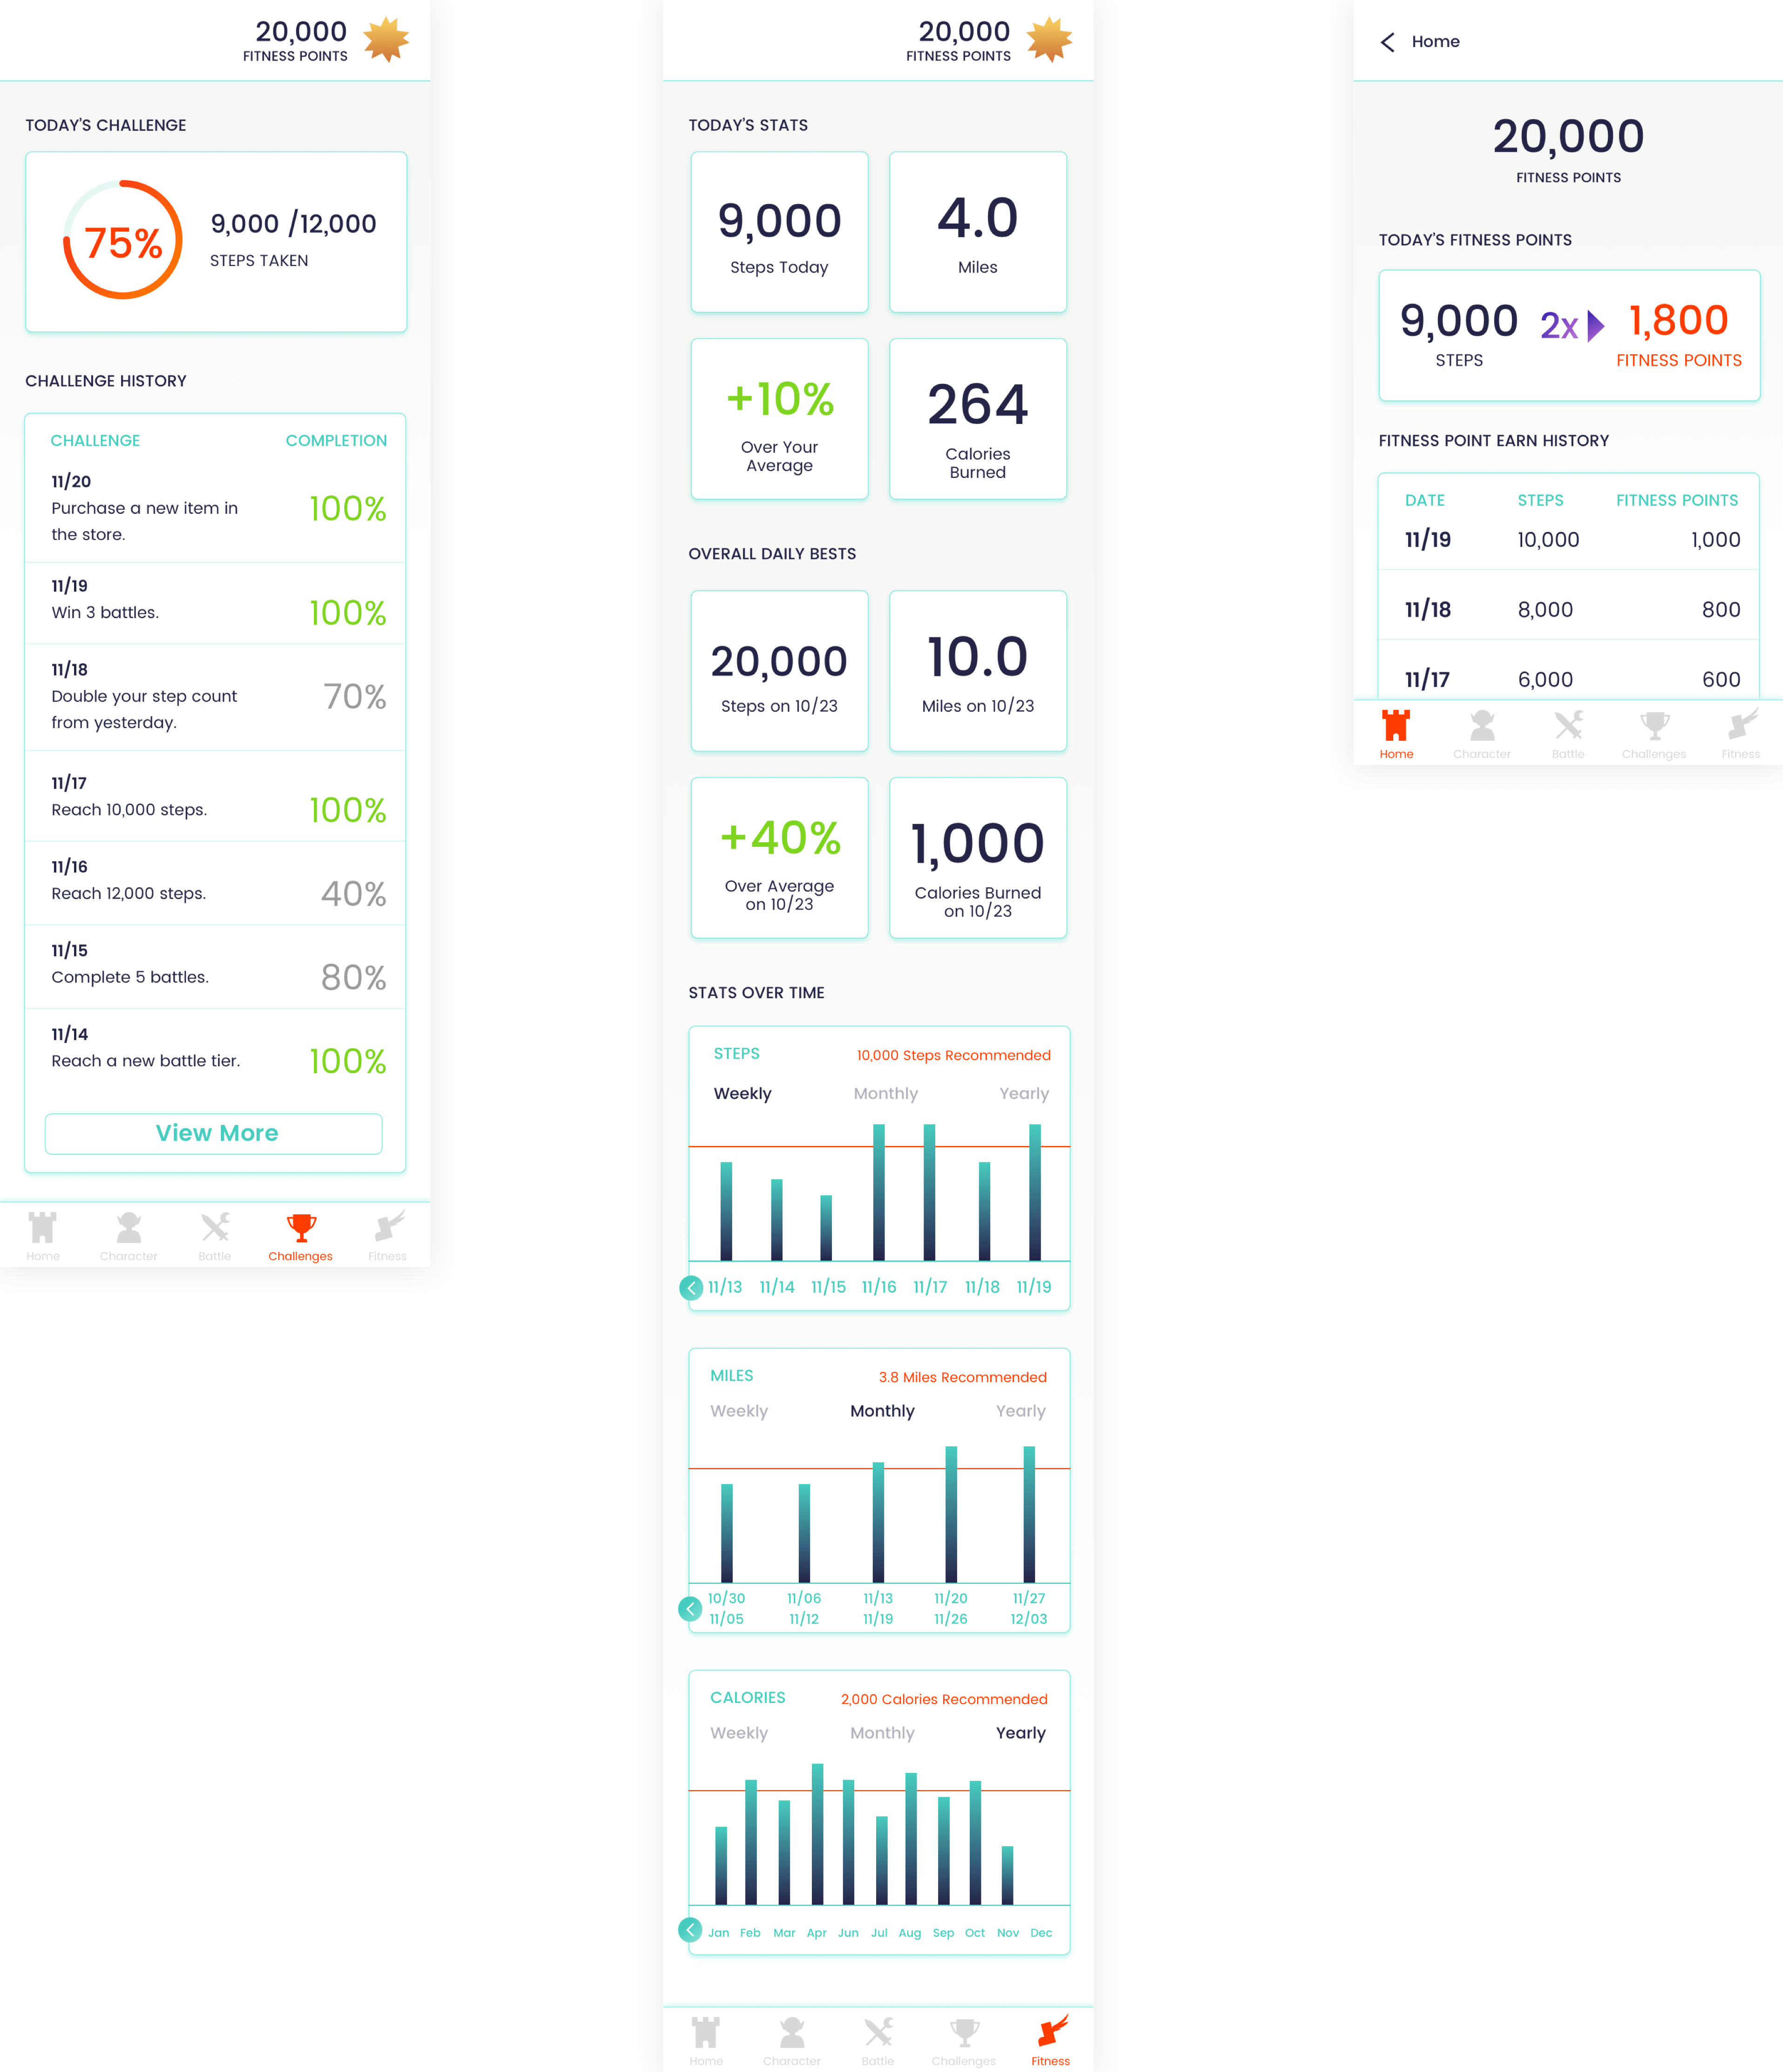 20,000
FITNESS POINTS
TODAY'S CHALLENGE
75%
9,000 /12,000
STEPS TAKEN
CHALLENGE HISTORY
CHALLENGE COMPLETION
11/20
Purchase a new item in
the store.
100%
11/19
Win 3 battles.
100%
11/18
Double your step count
from yesterday.
70%
11/17
Reach 10,000 steps.
100%
11/16
Reach 12,000 steps.
40%
11/15
Complete 5 battles.
80%
11/14
Reach a new battle tier.
100%
View More
Home Character Battle Challenges Fitness
20,000
FITNESS POINTS
TODAY'S STATS
9,000
Steps Today
4.0
Miles
+10%
Over Your
Average
264
Calories
Burned
OVERALL DAILY BESTS
20,000
Steps on 10/23
10.0
Miles on 10/23
+40%
Over Average
on 10/23
1,000
Calories Burned
on 10/23
STATS OVER TIME
STEPS 10,000 Steps Recommended
Weekly Monthly Yearly
11/13 11/14 11/15 11/16 11/17 11/18 11/19
MILES 3.8 Miles Recommended
Weekly Monthly Yearly
10/30 11/06 11/13 11/20 11/27
11/05 11/12 11/19 11/26 12/03
CALORIES 2,000 Calories Recommended
Weekly Monthly Yearly
Jan Feb Mar Apr Jun Jul Aug Sep Oct Nov Dec
Home Character Battle Challenges Fitness
Home
20,000
FITNESS POINTS
TODAY'S FITNESS POINTS
9,000
STEPS
2x
1,800
FITNESS POINTS
FITNESS POINT EARN HISTORY
DATE STEPS FITNESS POINTS
11/19 10,000 1,000
11/18 8,000 800
11/17 6,000 600
Home Character Battle Challenges Fitness